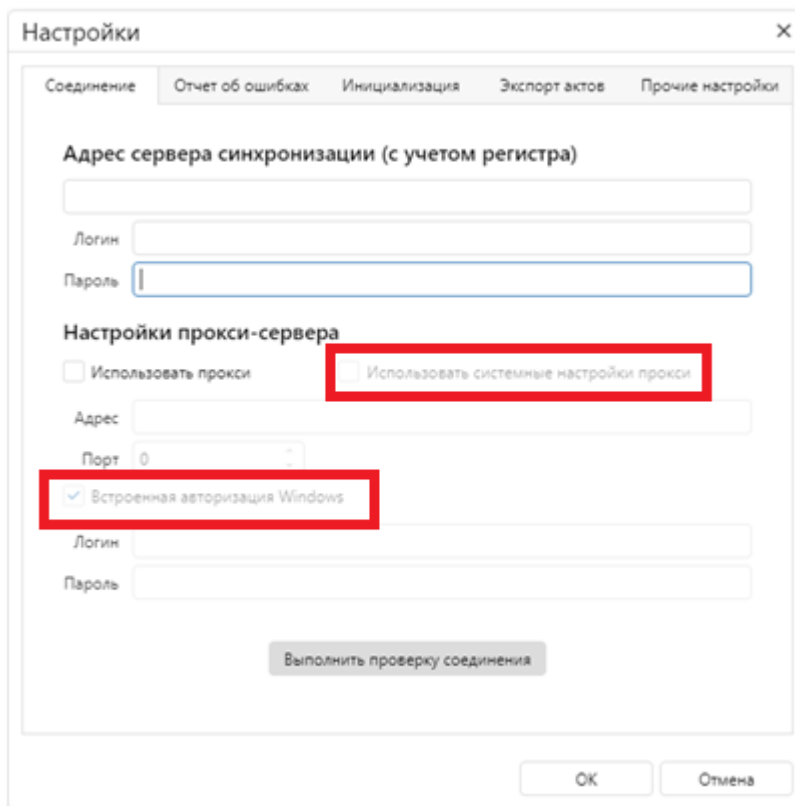 Настройки
Соединение Отчет об ошибках Инициализация Экспорт актов Прочие настройки
Адрес сервера синхронизации (с учетом регистра)
Логин
Пароль
Настройки прокси-сервера
Использовать прокси Использовать системные настройки прокси
Адрес
Порт 0
Встроенная авторизация Windows
Логин
Пароль
Выполнить проверку соединения
ОК Отмена